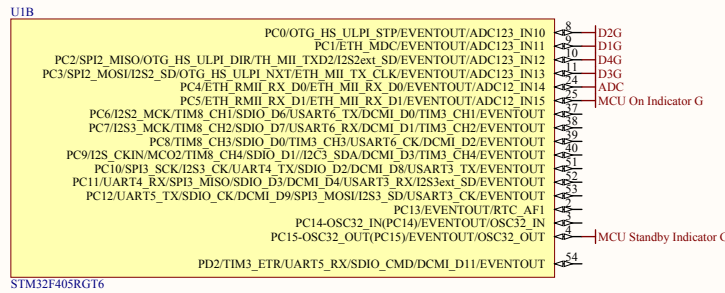 U1B
PC0/OTG_HS_ULPI_STP/EVENTOUT/ADC123_IN10 8 D2G
PC1/ETH_MDC/EVENTOUT/ADC123_IN11 9 D1G
PC2/SPI2_MISO/OTG_HS_ULPI_DIR/TH_MII_TXD2/I2S2ext_SD/EVENTOUT/ADC123_IN12 10 D4G
PC3/SPI2_MOSI/I2S2_SD/OTG_HS_ULPI_NXT/ETH_MII_TX_CLK/EVENTOUT/ADC123_IN13 11 D3G
PC4/ETH_RMII_RX_D0/ETH_MII_RX_D0/EVENTOUT/ADC12_IN14 24 ADC
PC5/ETH_RMII_RX_D1/ETH_MII_RX_D1/EVENTOUT/ADC12_IN15 25 MCU On Indicator G
PC6/I2S2_MCK/TIM8_CH1/SDIO_D6/USART6_TX/DCMI_D0/TIM3_CH1/EVENTOUT 37
PC7/I2S3_MCK/TIM8_CH2/SDIO_D7/USART6_RX/DCMI_D1/TIM3_CH2/EVENTOUT 38
PC8/TIM8_CH3/SDIO_D0/TIM3_CH3/USART6_CK/DCMI_D2/EVENTOUT 39
PC9/I2S_CKIN/MCO2/TIM8_CH4/SDIO_D1//I2C3_SDA/DCMI_D3/TIM3_CH4/EVENTOUT 40
PC10/SPI3_SCK/I2S3_CK/UART4_TX/SDIO_D2/DCMI_D8/USART3_TX/EVENTOUT 51
PC11/UART4_RX/SPI3_MISO/SDIO_D3/DCMI_D4/USART3_RX/I2S3ext_SD/EVENTOUT 52
PC12/UART5_TX/SDIO_CK/DCMI_D9/SPI3_MOSI/I2S3_SD/USART3_CK/EVENTOUT 53
PC13/EVENTOUT/RTC_AF1 2
PC14-OSC32_IN(PC14)/EVENTOUT/OSC32_IN 3
PC15-OSC32_OUT(PC15)/EVENTOUT/OSC32_OUT 4 MCU Standby Indicator G
PD2/TIM3_ETR/UART5_RX/SDIO_CMD/DCMI_D11/EVENTOUT 54
STM32F405RGT6